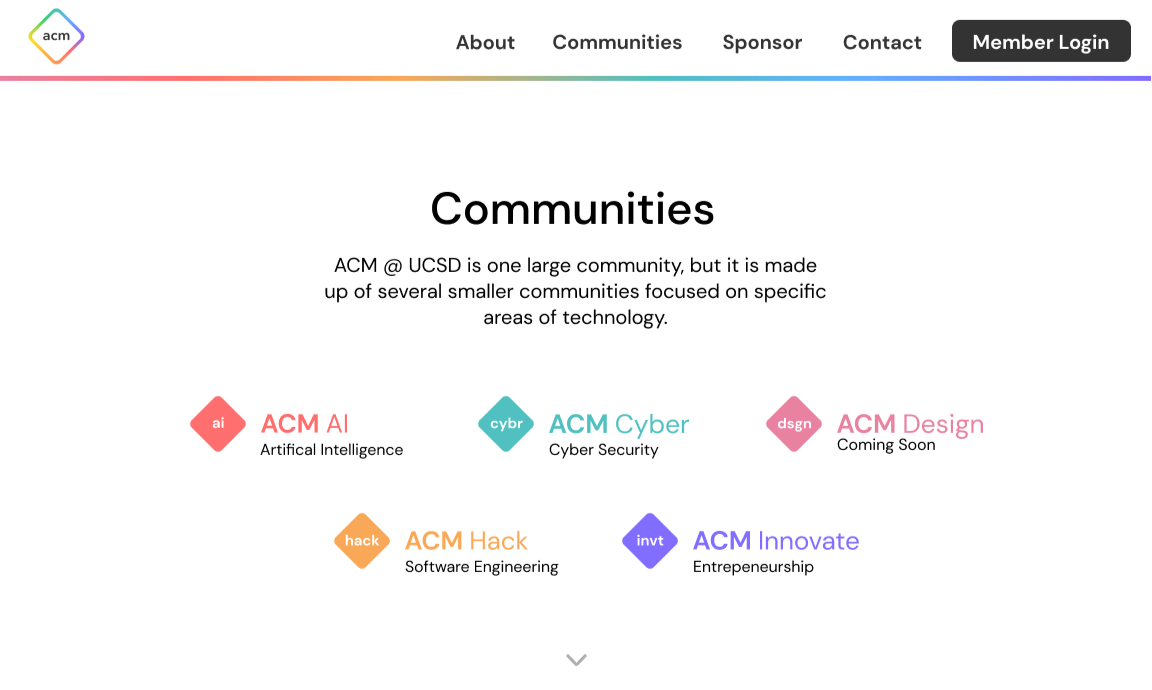 acm
About Communities Sponsor Contact Member Login
Communities
ACM @ UCSD is one large community, but it is made
up of several smaller communities focused on specific
areas of technology.
ai ACM AI
Artifical Intelligence
cybr ACM Cyber
Cyber Security
dsgn ACM Design
Coming Soon
hack ACM Hack
Software Engineering
invt ACM Innovate
Entrepeneurship